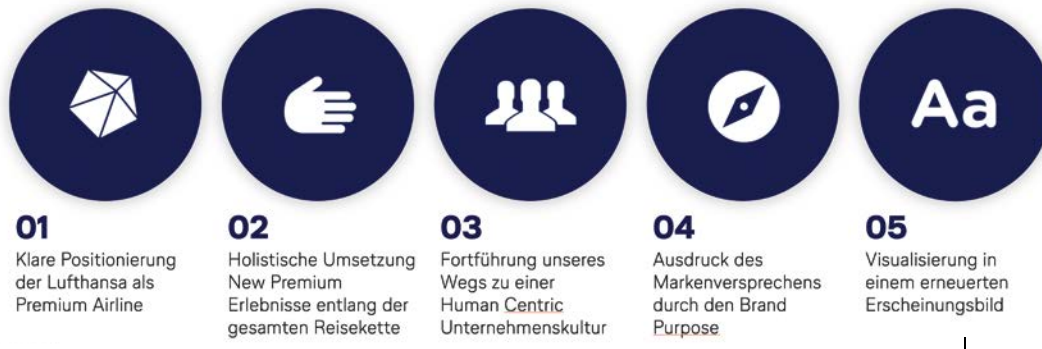 Aa
01
Klare Positionierung
der Lufthansa als
Premium Airline
02
Holistische Umsetzung
New Premium
Erlebnisse entlang der
gesamten Reisekette
03
Fortführung unseres
Wegs zu einer
Human Centric
Unternehmenskultur
04
Ausdruck des
Markenversprechens
durch den Brand
Purpose
05
Visualisierung in
einem erneuerten
Erscheinungsbild